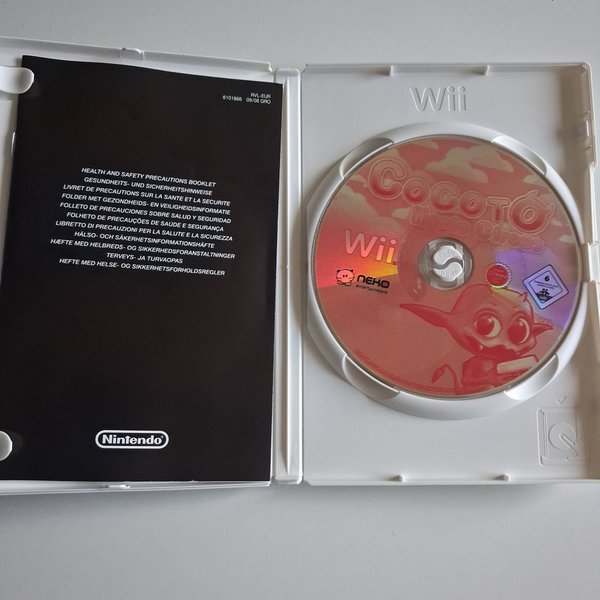 RVL-EUR
6101866 09/08 GRO
HEALTH AND SAFETY PRECAUTIONS BOOKLET
GESUNDHEITS- UND SICHERHEITSHINWEISE
LIVRET DE PRECAUTIONS SUR LA SANTE ET LA SECURITE
FOLDER MET GEZONDHEIDS- EN VEILIGHEIDSINFORMATIE
FOLLETO DE PRECAUCIONES SOBRE SALUD Y SEGURIDAD
FOLHETO DE PRECAUÇÕES DE SAÚDE E SEGURANÇA
LIBRETTO DI PRECAUZIONI PER LA SALUTE E LA SICUREZZA
HÄLSO- OCH SÄKERHETSINFORMATIONSHÄFTE
HÆFTE MED HELBREDS- OG SIKKERHEDSFORANSTALTNINGER
TERVEYS- JA TURVAOPAS
HEFTE MED HELSE- OG SIKKERHETSFORHOLDSREGLER
Nintendo
Wii
COCOTO
Wii
NEKO
entertainment